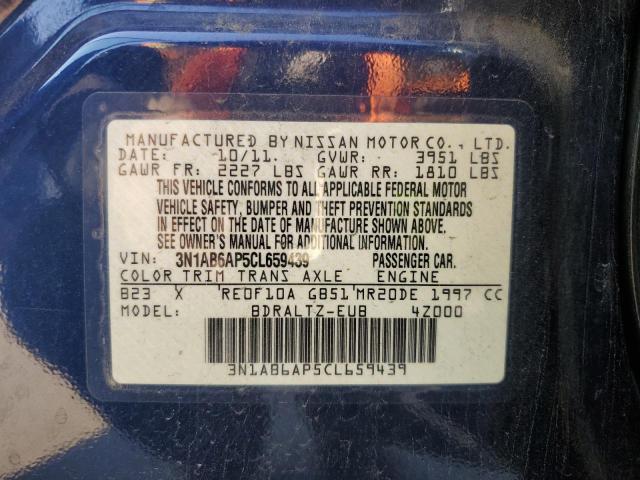 MANUFACTURED BY NISSAN MOTOR CO., LTD.
DATE: 10/11. GVWR: 3951 LBS
GAWR FR: 2227 LBS GAWR RR: 1810 LBS
THIS VEHICLE CONFORMS TO ALL APPLICABLE FEDERAL MOTOR
VEHICLE SAFETY, BUMPER AND THEFT PREVENTION STANDARDS
IN EFFECT ON THE DATE OF MANUFACTURE SHOWN ABOVE.
SEE OWNER'S MANUAL FOR ADDITIONAL INFORMATION.
VIN: 3N1AB6AP5CL659439 PASSENGER CAR.
COLOR TRIM TRANS AXLE ENGINE
B23 X RE0F10A GB51 MR20DE 1997 CC
MODEL: BDRALTZ-EUB 4Z000
3N1AB6AP5CL659439